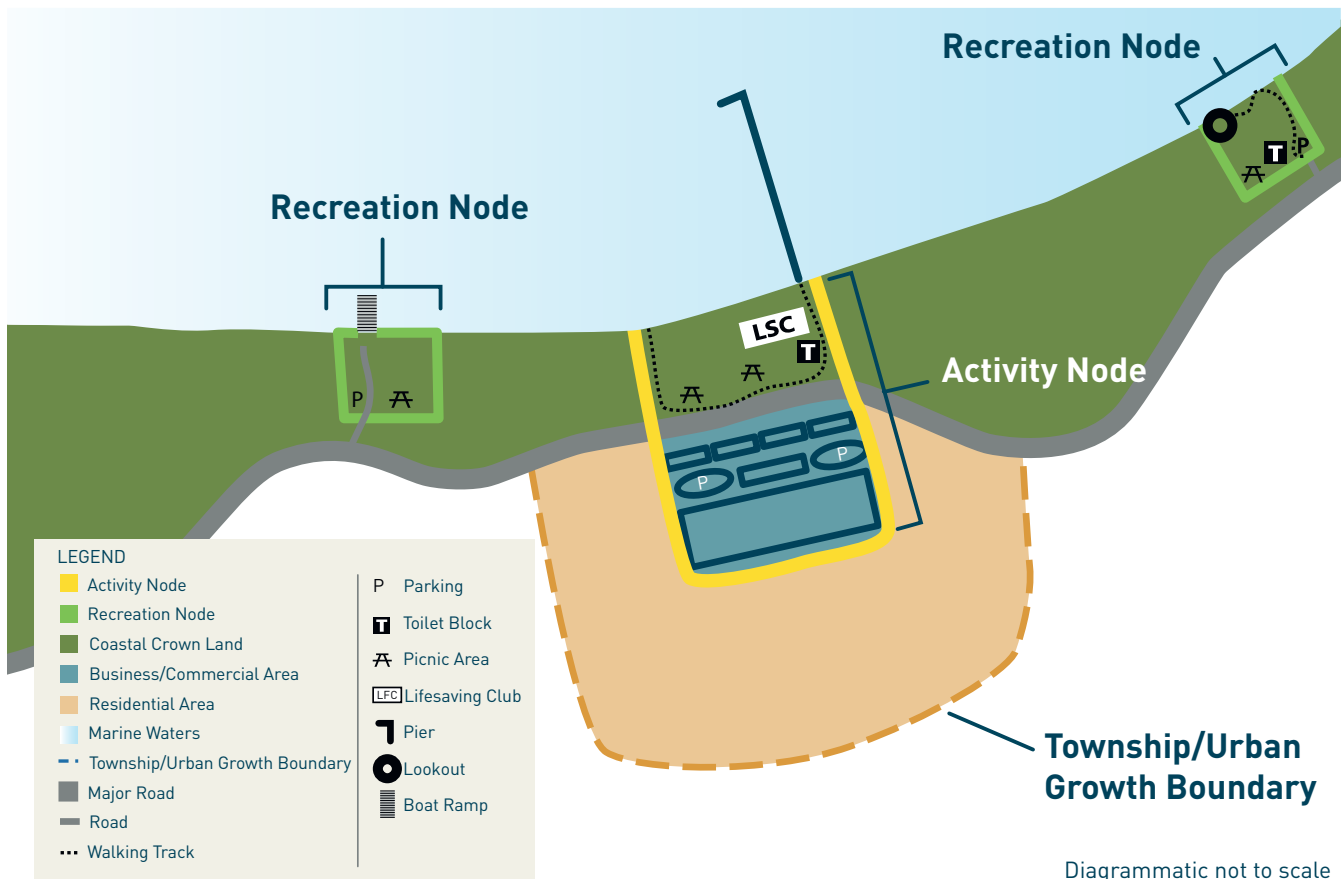 Recreation Node
P
T
Recreation Node
LSC
T
Activity Node
P
P
P
LEGEND
Activity Node
Recreation Node
Coastal Crown Land
Business/Commercial Area
Residential Area
Marine Waters
Township/Urban Growth Boundary
Major Road
Road
Walking Track
P Parking
T Toilet Block
Picnic Area
LFC Lifesaving Club
Pier
Lookout
Boat Ramp
Township/Urban
Growth Boundary
Diagrammatic not to scale